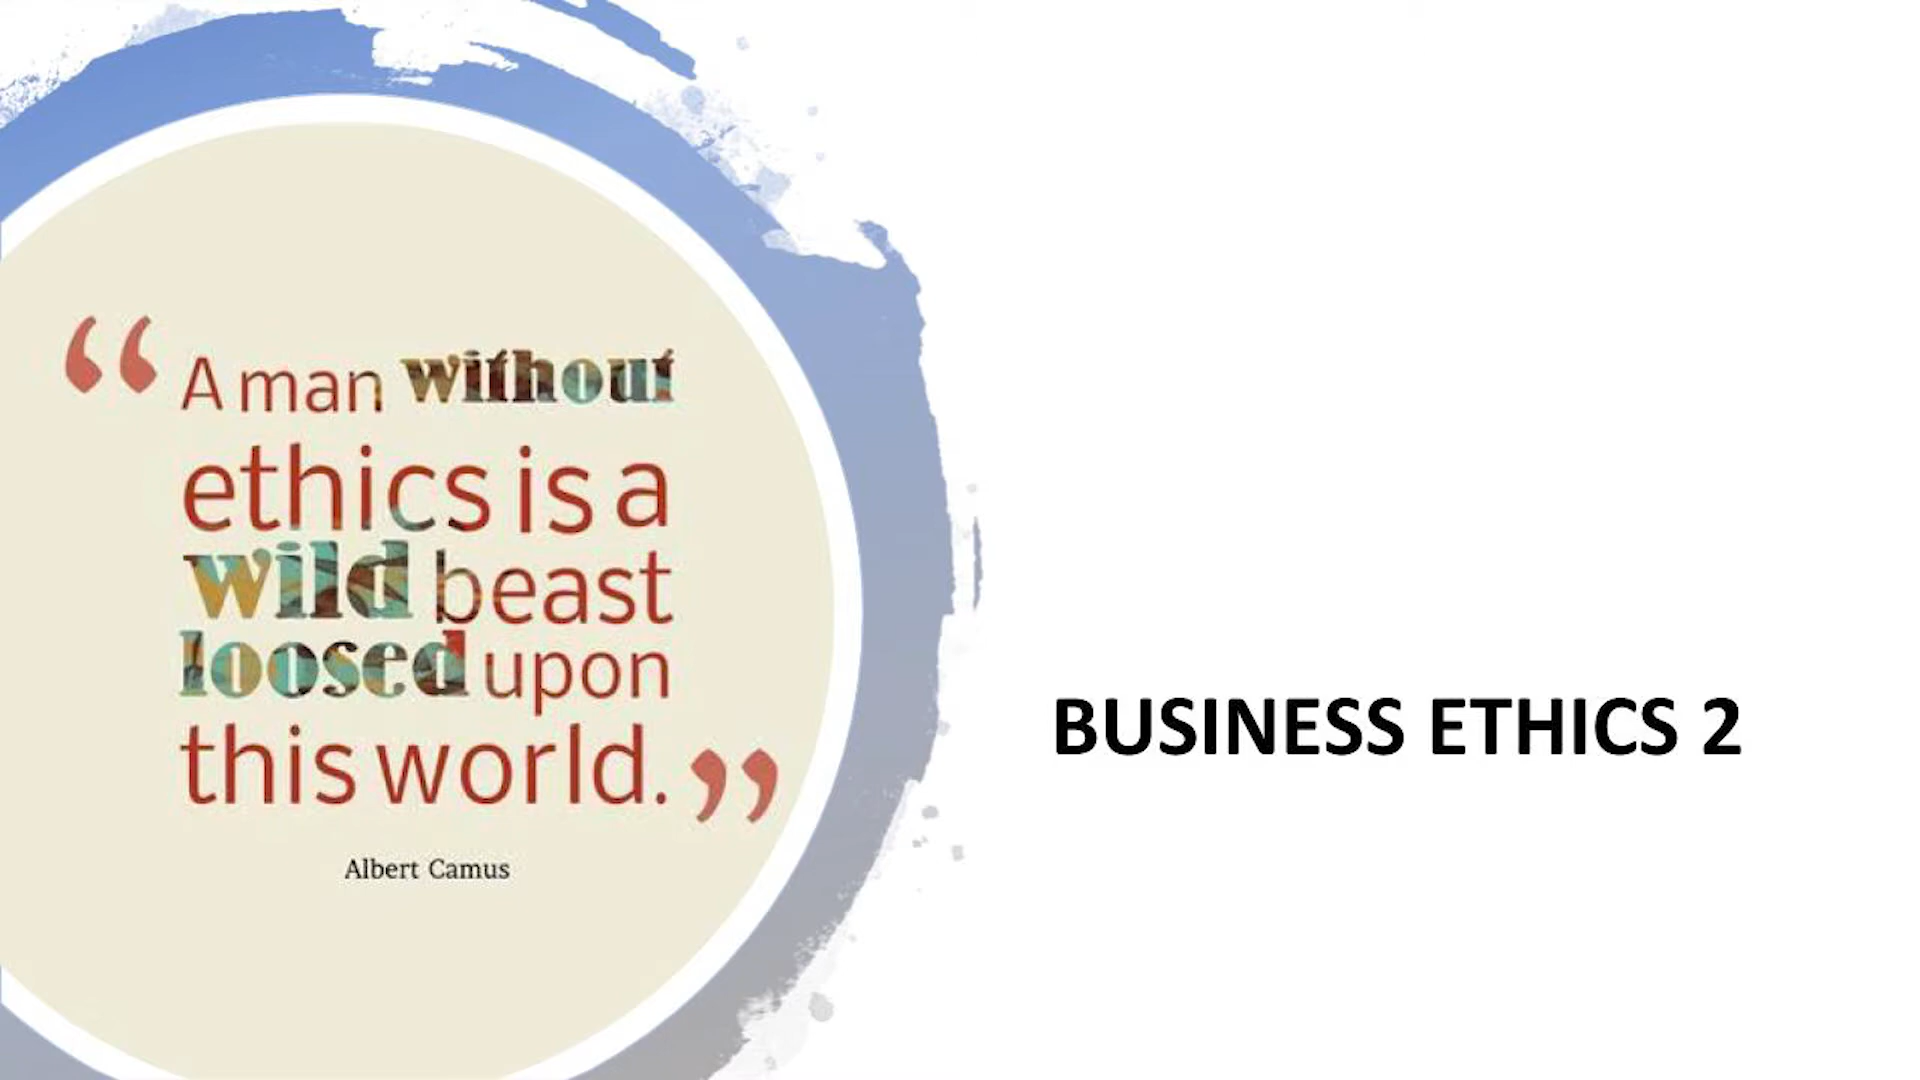 “ A man without
ethics is a
wild beast
loosed upon
this world. ”
Albert Camus
BUSINESS ETHICS 2